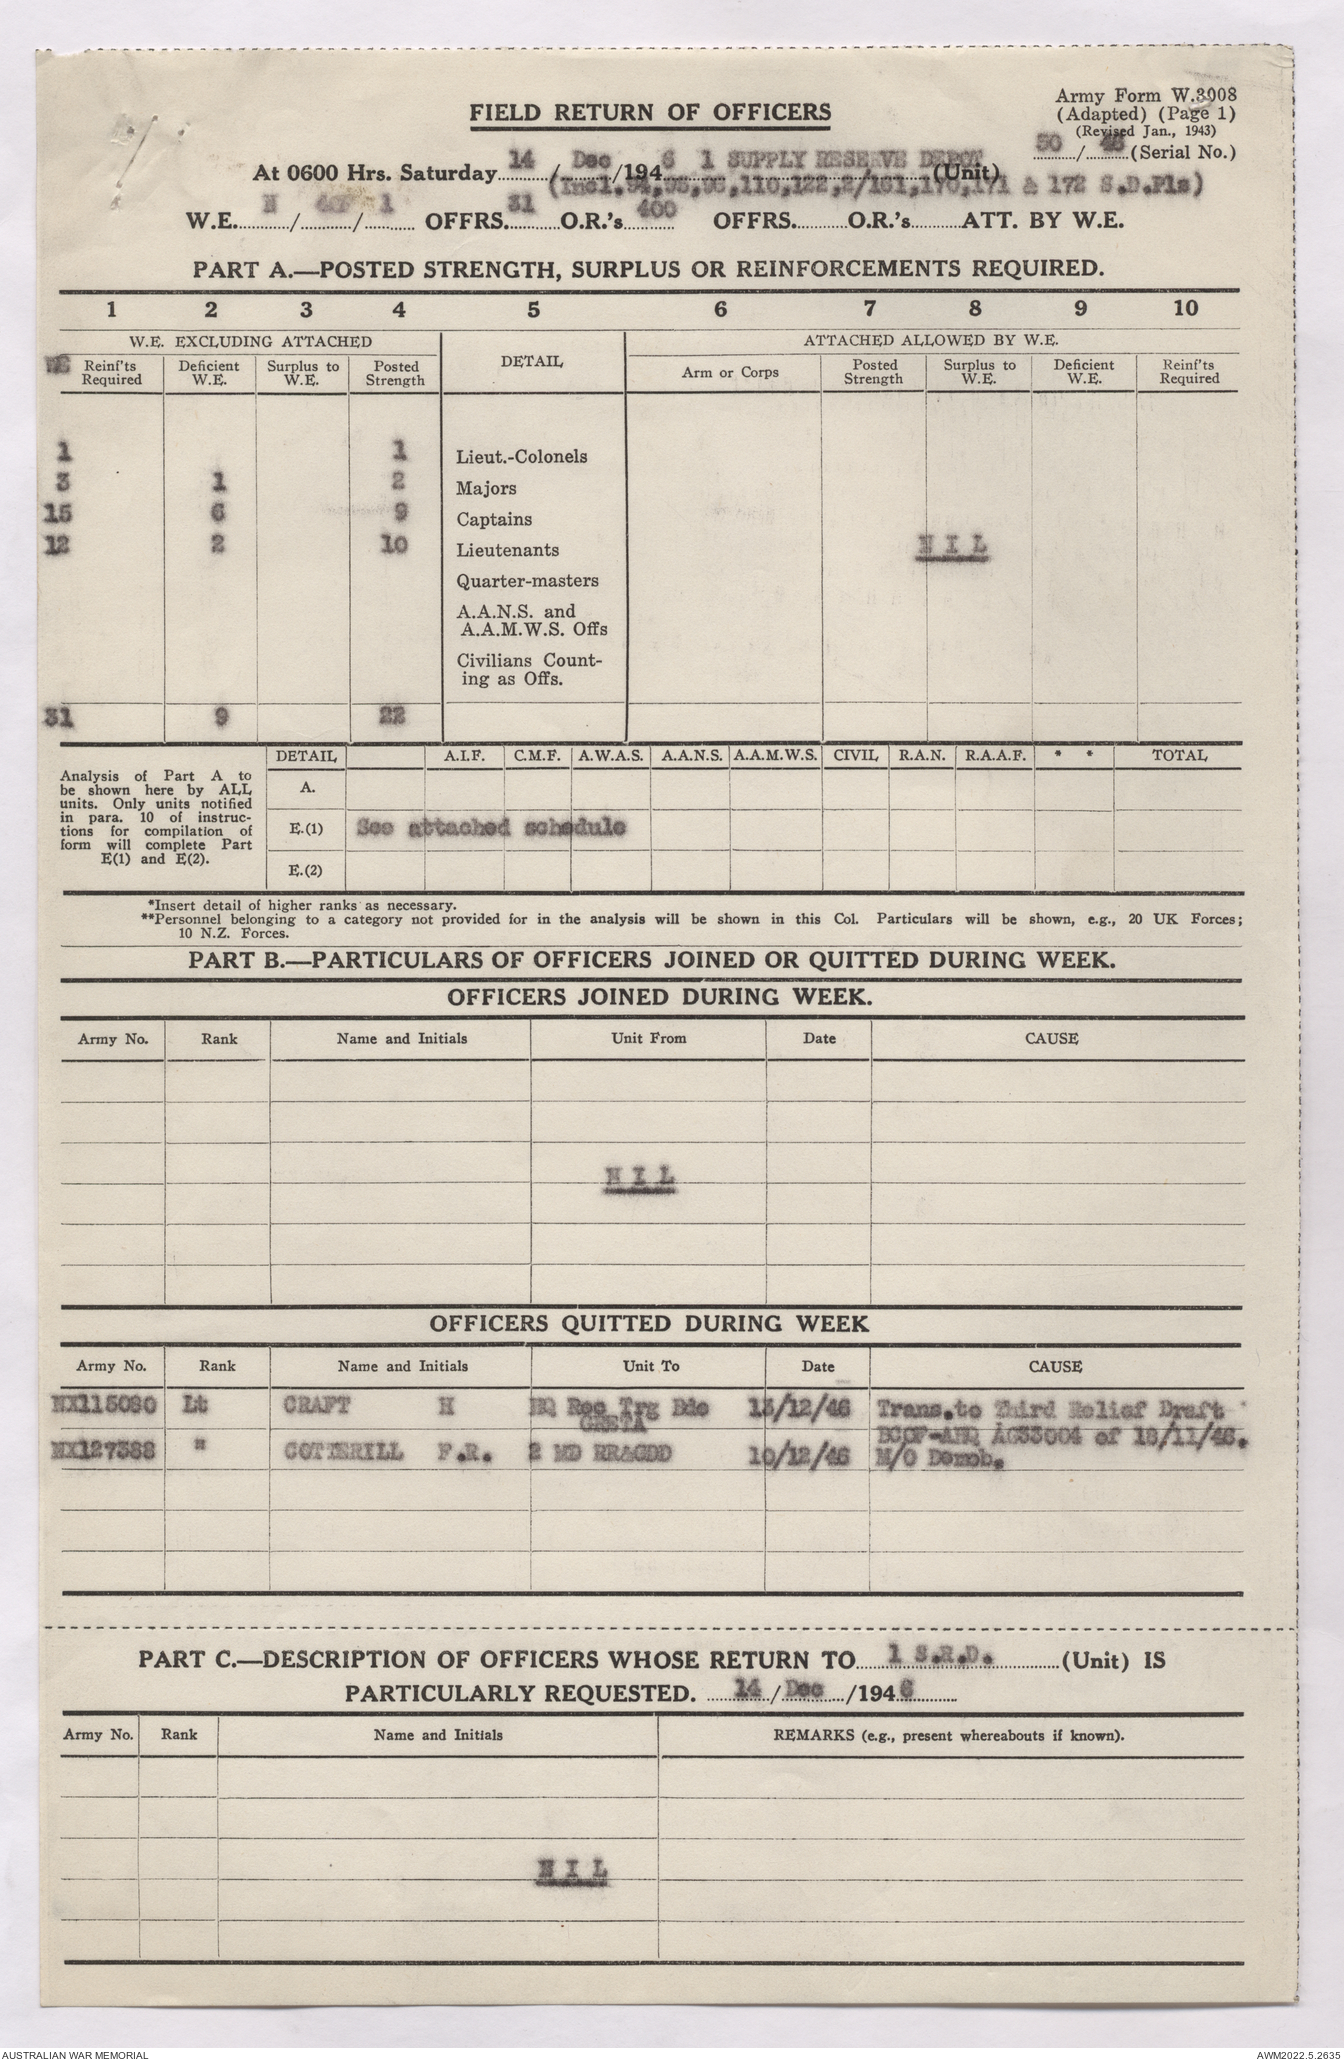 FIELD RETURN OF OFFICERS
Army Form W.3008
(Adapted) (Page 1)
(Revised Jan., 1943)
50/46 (Serial No.)
At 0600 Hrs. Saturday 14/Dec/1946 1 SUPPLY RESERVE DEPOT (Unit)
(Incl.94,95,96,110,122,2/161,170,171 & 172 S.D.Pls)
W.E. / / 1 OFFRS. 31 O.R.'s 400 OFFRS. O.R.'s ATT. BY W.E.
PART A.—POSTED STRENGTH, SURPLUS OR REINFORCEMENTS REQUIRED.
1 2 3 4 5 6 7 8 9 10
W.E. EXCLUDING ATTACHED DETAIL ATTACHED ALLOWED BY W.E.
WE Reinf'ts Required Deficient W.E. Surplus to W.E. Posted Strength Arm or Corps Posted Strength Surplus to W.E. Deficient W.E. Reinf'ts Required
1 1 Lieut.-Colonels
3 1 2 Majors
15 6 9 Captains
12 2 10 Lieutenants NIL
Quarter-masters
A.A.N.S. and
A.A.M.W.S. Offs
Civilians Count-
ing as Offs.
31 9 22
DETAIL A.I.F. C.M.F. A.W.A.S. A.A.N.S. A.A.M.W.S. CIVIL R.A.N. R.A.A.F. * * TOTAL
Analysis of Part A to
be shown here by ALL
units. Only units notified
in para. 10 of instruc-
tions for compilation of
form will complete Part
E(1) and E(2).
A.
E.(1) See attached schedule
E.(2)
*Insert detail of higher ranks as necessary.
**Personnel belonging to a category not provided for in the analysis will be shown in this Col. Particulars will be shown, e.g., 20 UK Forces;
10 N.Z. Forces.
PART B.—PARTICULARS OF OFFICERS JOINED OR QUITTED DURING WEEK.
OFFICERS JOINED DURING WEEK.
Army No. Rank Name and Initials Unit From Date CAUSE
NIL
OFFICERS QUITTED DURING WEEK
Army No. Rank Name and Initials Unit To Date CAUSE
NX115080 Lt CRAFT H HQ Rec Trg Bde 13/12/46 Trans.to Third Relief Draft
GRETA BCOF-AHQ AG33004 of 18/11/46.
NX127388 " COTTERILL F.R. 2 MD RR&GDD 10/12/46 M/O Demob.
PART C.—DESCRIPTION OF OFFICERS WHOSE RETURN TO 1 S.R.D. (Unit) IS
PARTICULARLY REQUESTED. 14/Dec/1946
Army No. Rank Name and Initials REMARKS (e.g., present whereabouts if known).
NIL
AUSTRALIAN WAR MEMORIAL
AWM2022.5.2635